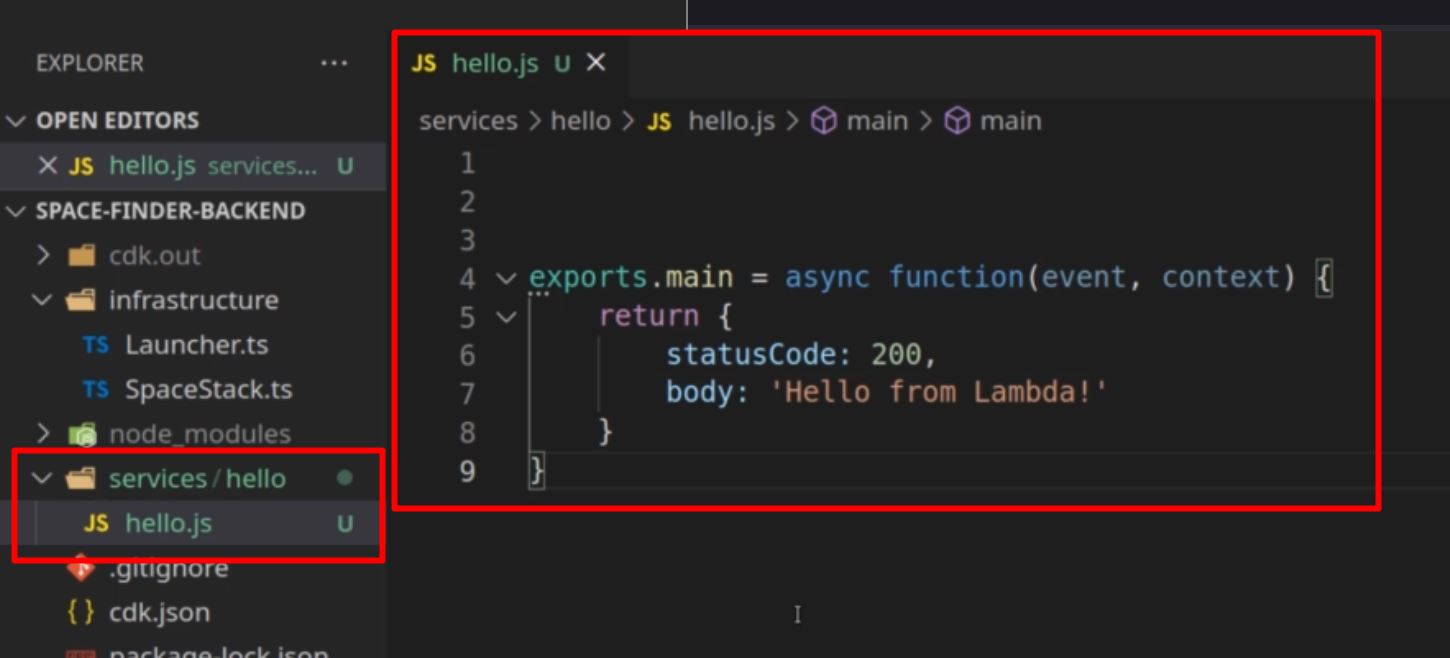 EXPLORER ...
OPEN EDITORS
JS hello.js services... U
SPACE-FINDER-BACKEND
cdk.out
infrastructure
TS Launcher.ts
TS SpaceStack.ts
node_modules
services/hello
JS hello.js U
.gitignore
{ } cdk.json
package-lock.json
JS hello.js U
services > hello > JS hello.js > main > main
1
2
3
4 exports.main = async function(event, context) {
5 return {
6 statusCode: 200,
7 body: 'Hello from Lambda!'
8 }
9 }